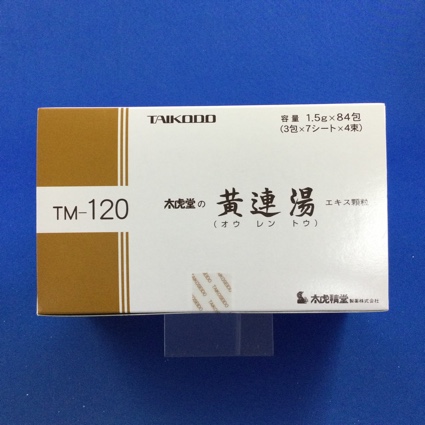 TAIKODO
容量 1.5g×84包
(3包×7シート×4束)
TM-120
太虎堂の 黄連湯 エキス顆粒
(オウ レン トウ)
太虎精堂 製薬株式会社